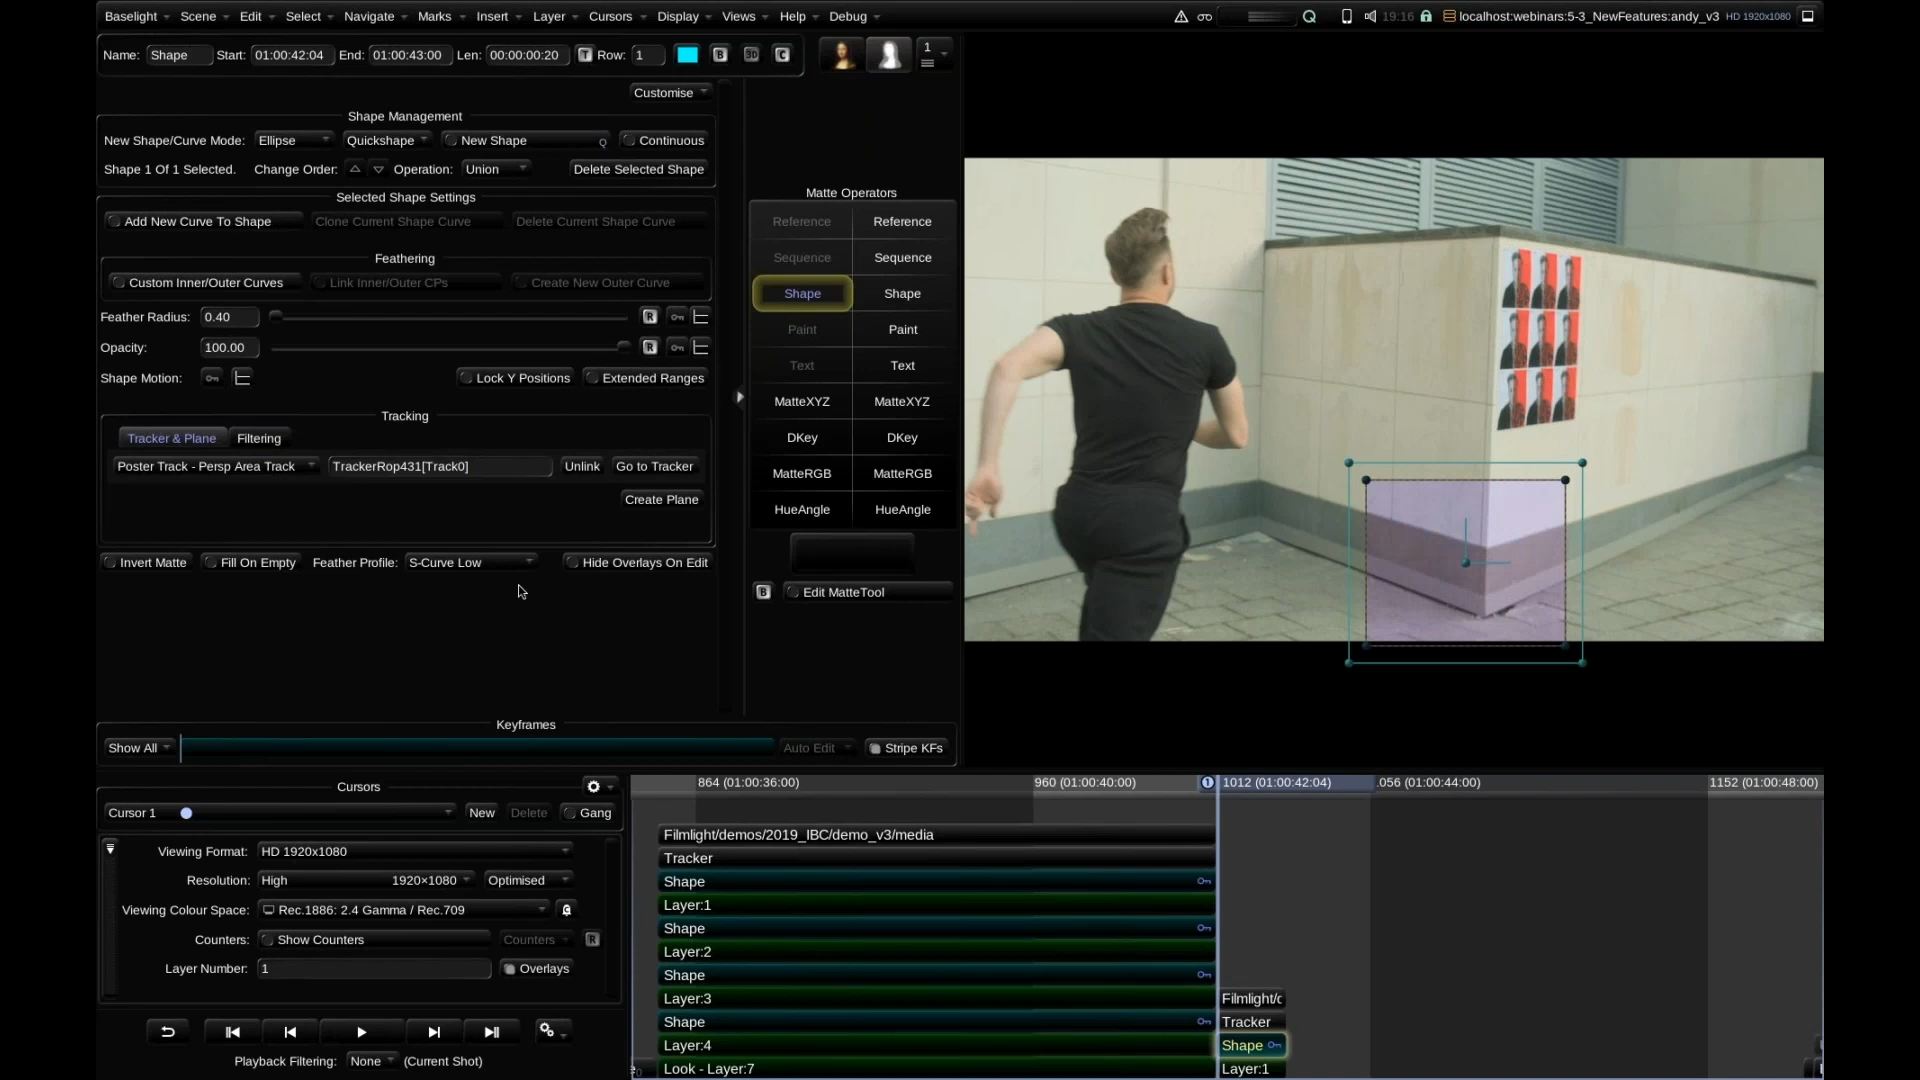 Baselight Scene Edit Select Navigate Marks Insert Layer Cursors Display Views Help Debug 19:16 localhost:webinars:5-3_NewFeatures:andy_v3 HD 1920x1080
Name: Shape Start: 01:00:42:04 End: 01:00:43:00 Len: 00:00:00:20 T Row: 1 B 3D C 1
Customise
Shape Management
New Shape/Curve Mode: Ellipse Quickshape New Shape Q Continuous
Shape 1 Of 1 Selected. Change Order: Operation: Union Delete Selected Shape
Selected Shape Settings
Add New Curve To Shape Clone Current Shape Curve Delete Current Shape Curve
Feathering
Custom Inner/Outer Curves Link Inner/Outer CPs Create New Outer Curve
Feather Radius: 0.40 R
Opacity: 100.00 R
Shape Motion: Lock Y Positions Extended Ranges
Tracking
Tracker & Plane Filtering
Poster Track - Persp Area Track TrackerRop431[Track0] Unlink Go to Tracker
Create Plane
Invert Matte Fill On Empty Feather Profile: S-Curve Low Hide Overlays On Edit
Matte Operators
Reference Reference
Sequence Sequence
Shape Shape
Paint Paint
Text Text
MatteXYZ MatteXYZ
DKey DKey
MatteRGB MatteRGB
HueAngle HueAngle
B Edit MatteTool
Keyframes
Show All Auto Edit Stripe KFs
Cursors
Cursor 1 New Delete Gang
Viewing Format: HD 1920x1080
Resolution: High 1920×1080 Optimised
Viewing Colour Space: Rec.1886: 2.4 Gamma / Rec.709
Counters: Show Counters Counters R
Layer Number: 1 Overlays
Playback Filtering: None (Current Shot)
864 (01:00:36:00) 960 (01:00:40:00) 1 1012 (01:00:42:04) .056 (01:00:44:00) 1152 (01:00:48:00)
Filmlight/demos/2019_IBC/demo_v3/media
Tracker
Shape
Layer:1
Shape
Layer:2
Shape
Layer:3 Filmlight/c
Shape Tracker
Layer:4 Shape
Look - Layer:7 Layer:1